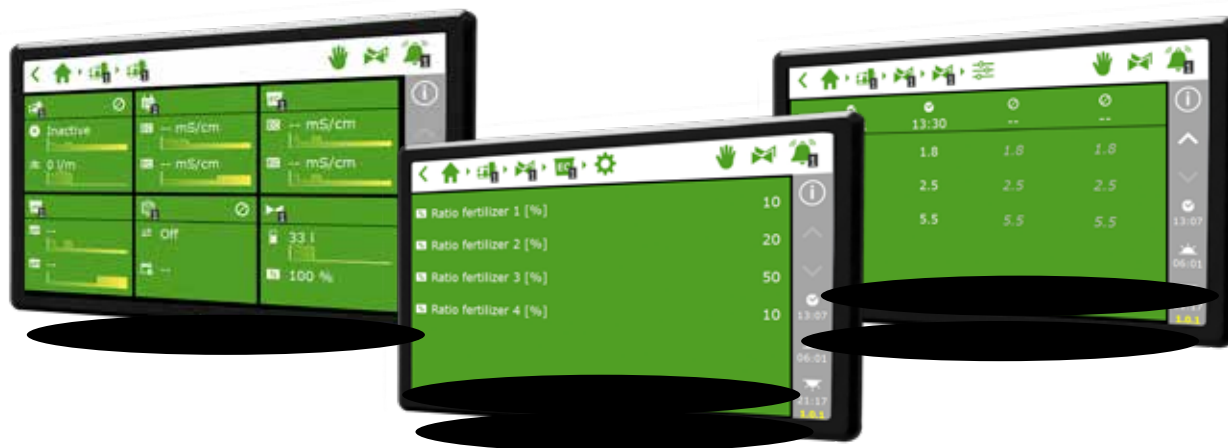 Inactive
-- mS/cm
-- mS/cm
0 l/m
-- mS/cm
-- mS/cm
--
Off
33 l
--
--
100 %
EC
Ratio fertilizer 1 [%] 10
Ratio fertilizer 2 [%] 20
Ratio fertilizer 3 [%] 50
Ratio fertilizer 4 [%] 10
13:07
06:01
21:17
1.0.1
13:30 -- --
1.8 1.8 1.8
2.5 2.5 2.5
5.5 5.5 5.5
13:07
06:01
1.0.1